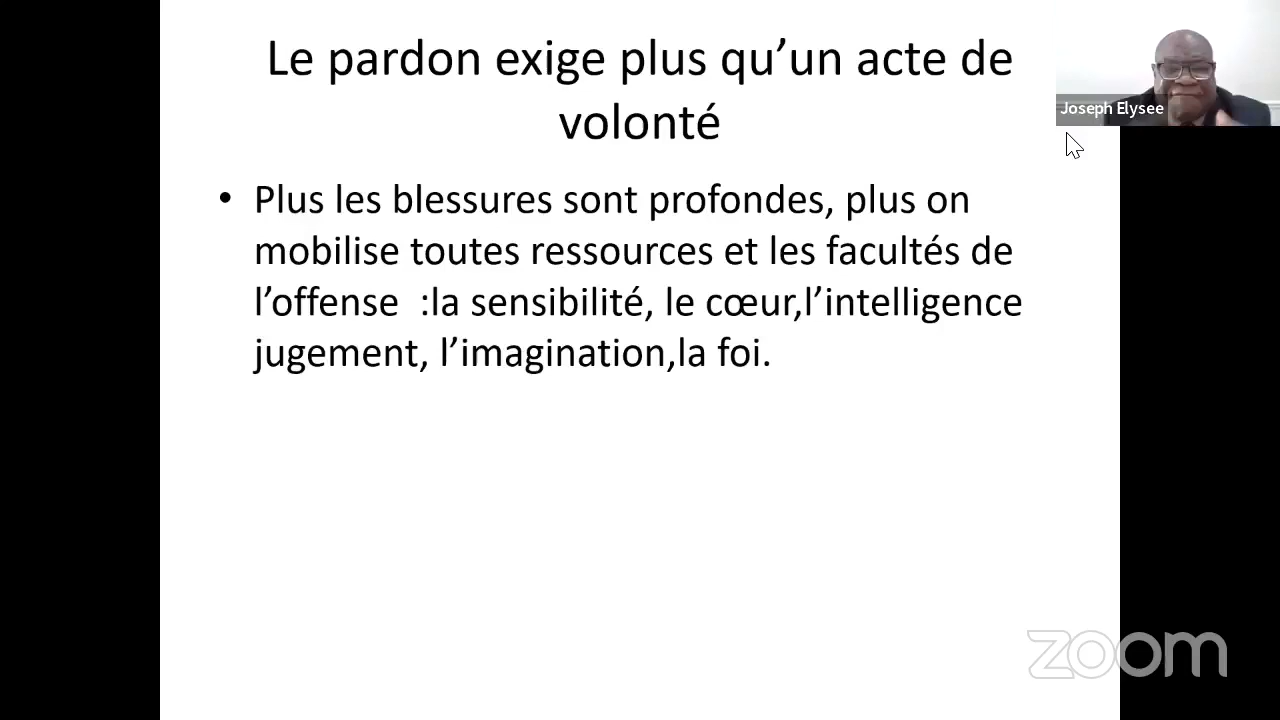 Le pardon exige plus qu’un acte de
volonté
Joseph Elysee
• Plus les blessures sont profondes, plus on
mobilise toutes ressources et les facultés de
l’offense  :la sensibilité, le cœur,l’intelligence
jugement, l’imagination,la foi.
zoom